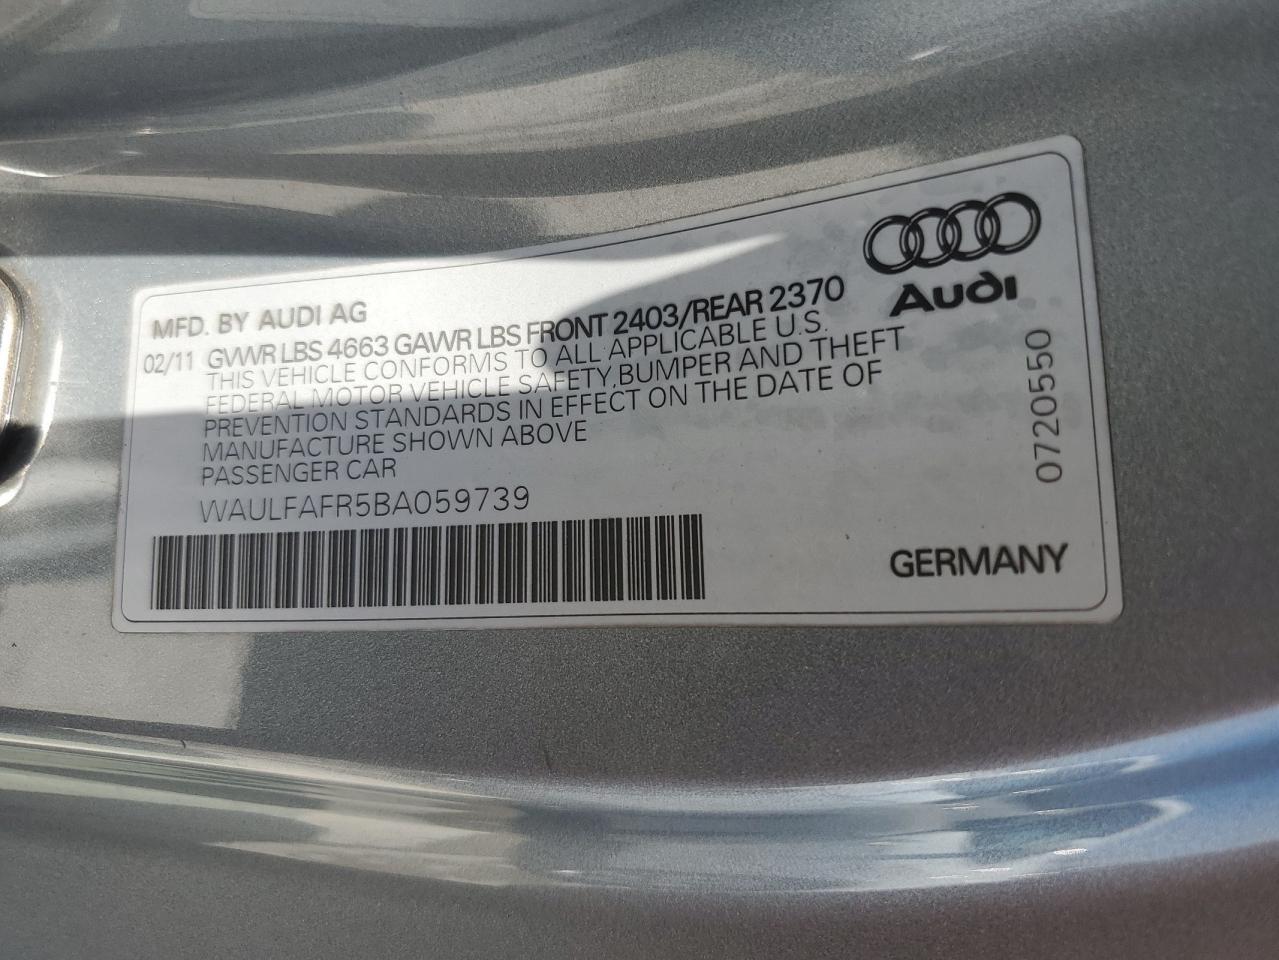 Audi
MFD. BY AUDI AG
02/11 GVWR LBS 4663 GAWR LBS FRONT 2403/REAR 2370
THIS VEHICLE CONFORMS TO ALL APPLICABLE U.S.
FEDERAL MOTOR VEHICLE SAFETY,BUMPER AND THEFT
PREVENTION STANDARDS IN EFFECT ON THE DATE OF
MANUFACTURE SHOWN ABOVE
PASSENGER CAR
WAULFAFR5BA059739
0720550
GERMANY